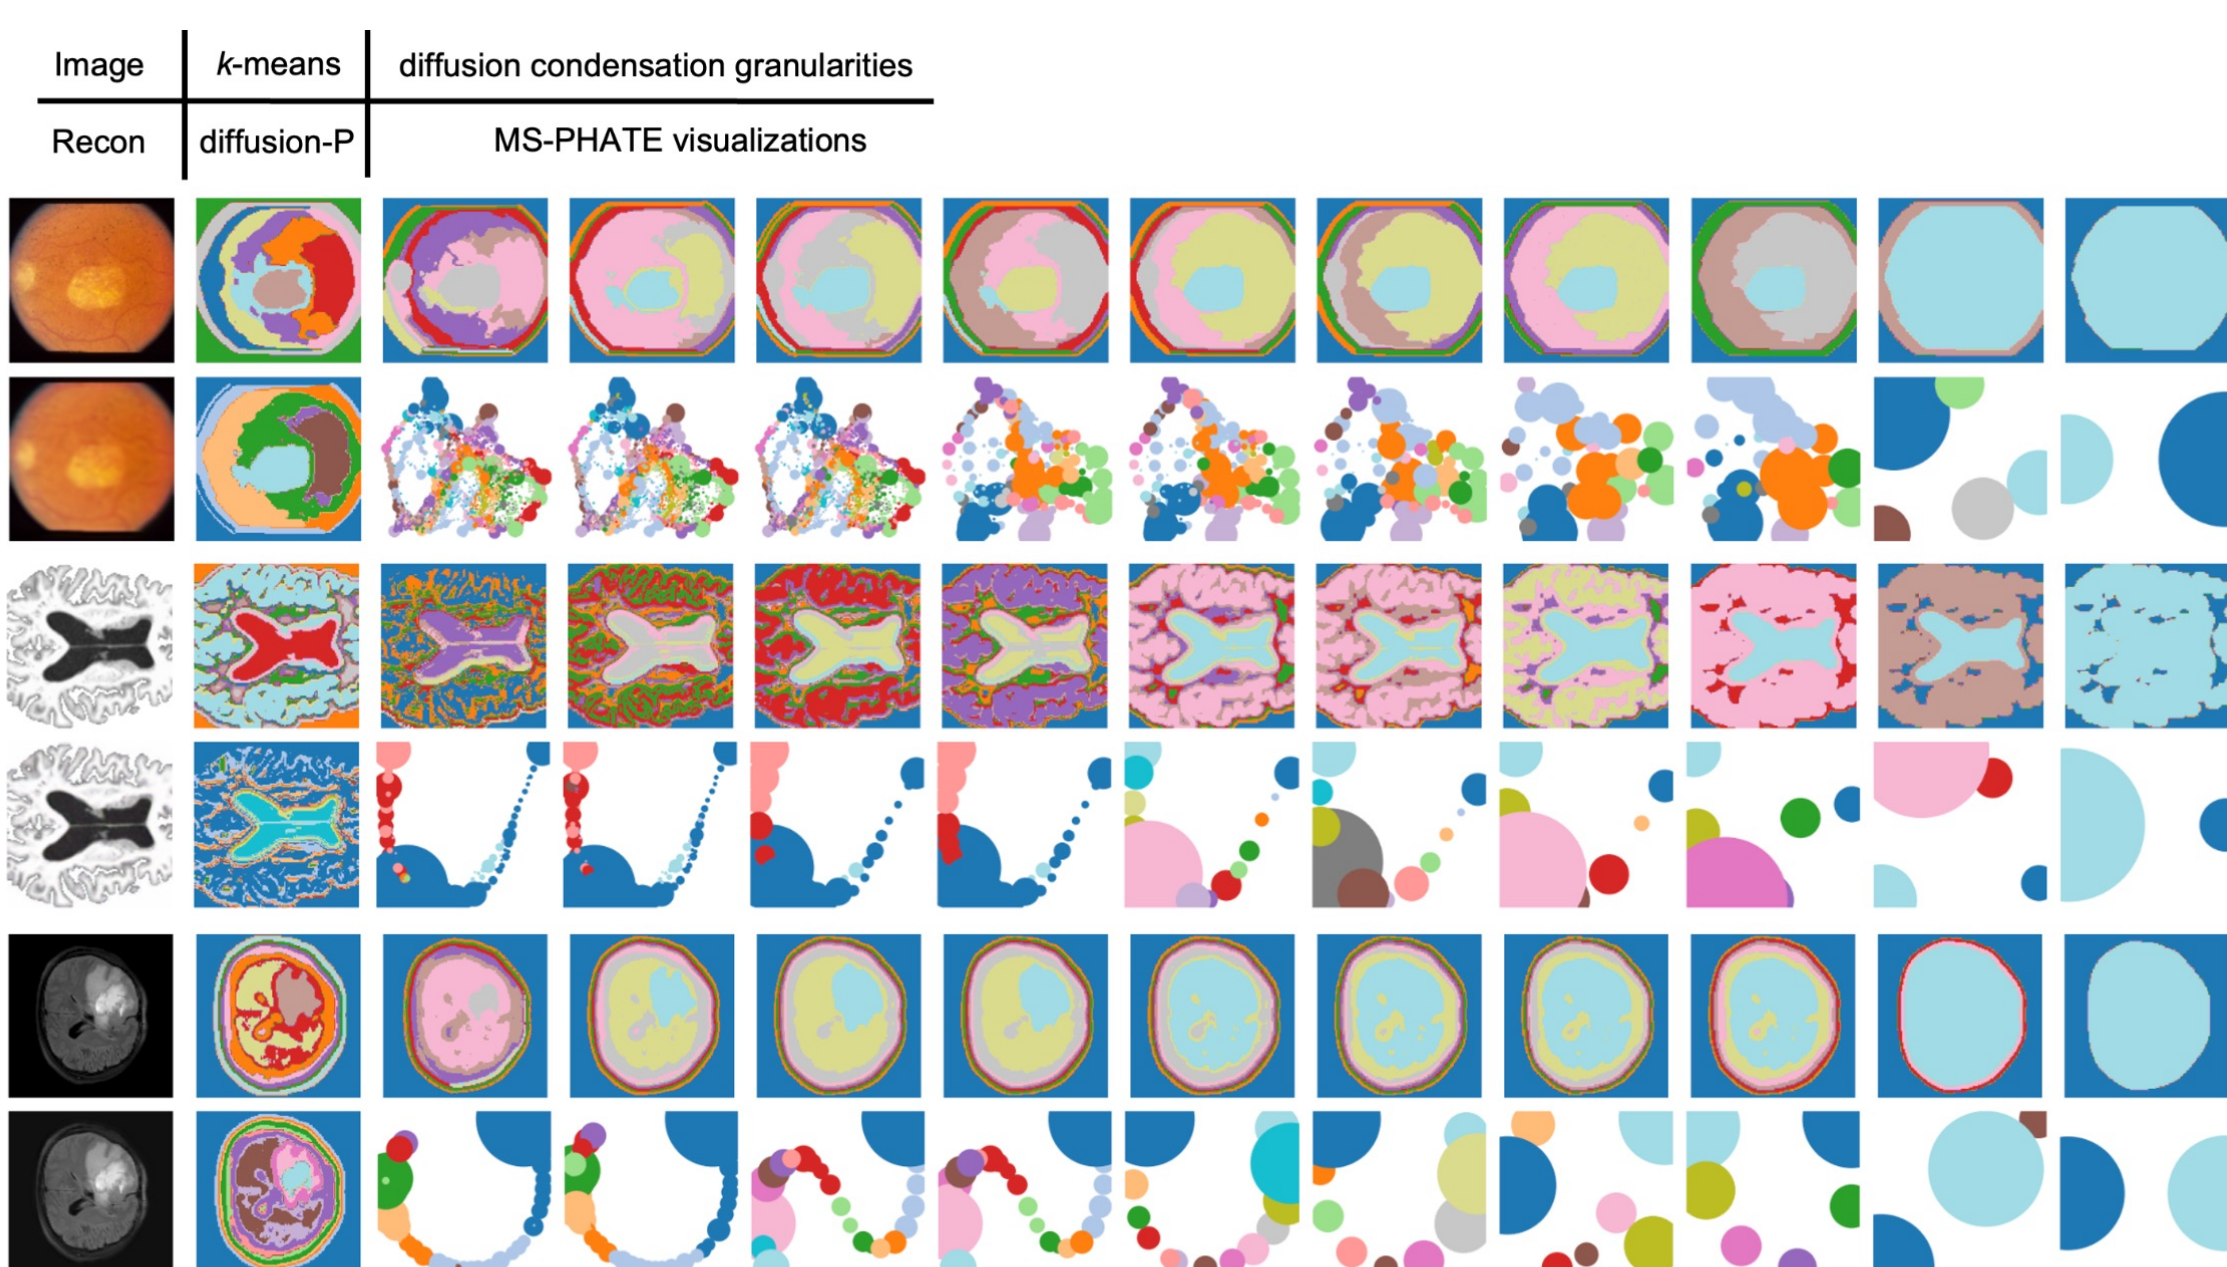 Image k-means diffusion condensation granularities
Recon diffusion-P MS-PHATE visualizations